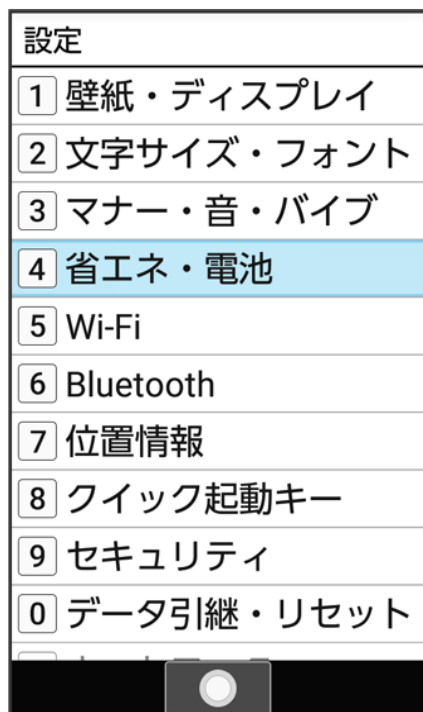 設定
1 壁紙・ディスプレイ
2 文字サイズ・フォント
3 マナー・音・バイブ
4 省エネ・電池
5 Wi-Fi
6 Bluetooth
7 位置情報
8 クイック起動キー
9 セキュリティ
0 データ引継・リセット